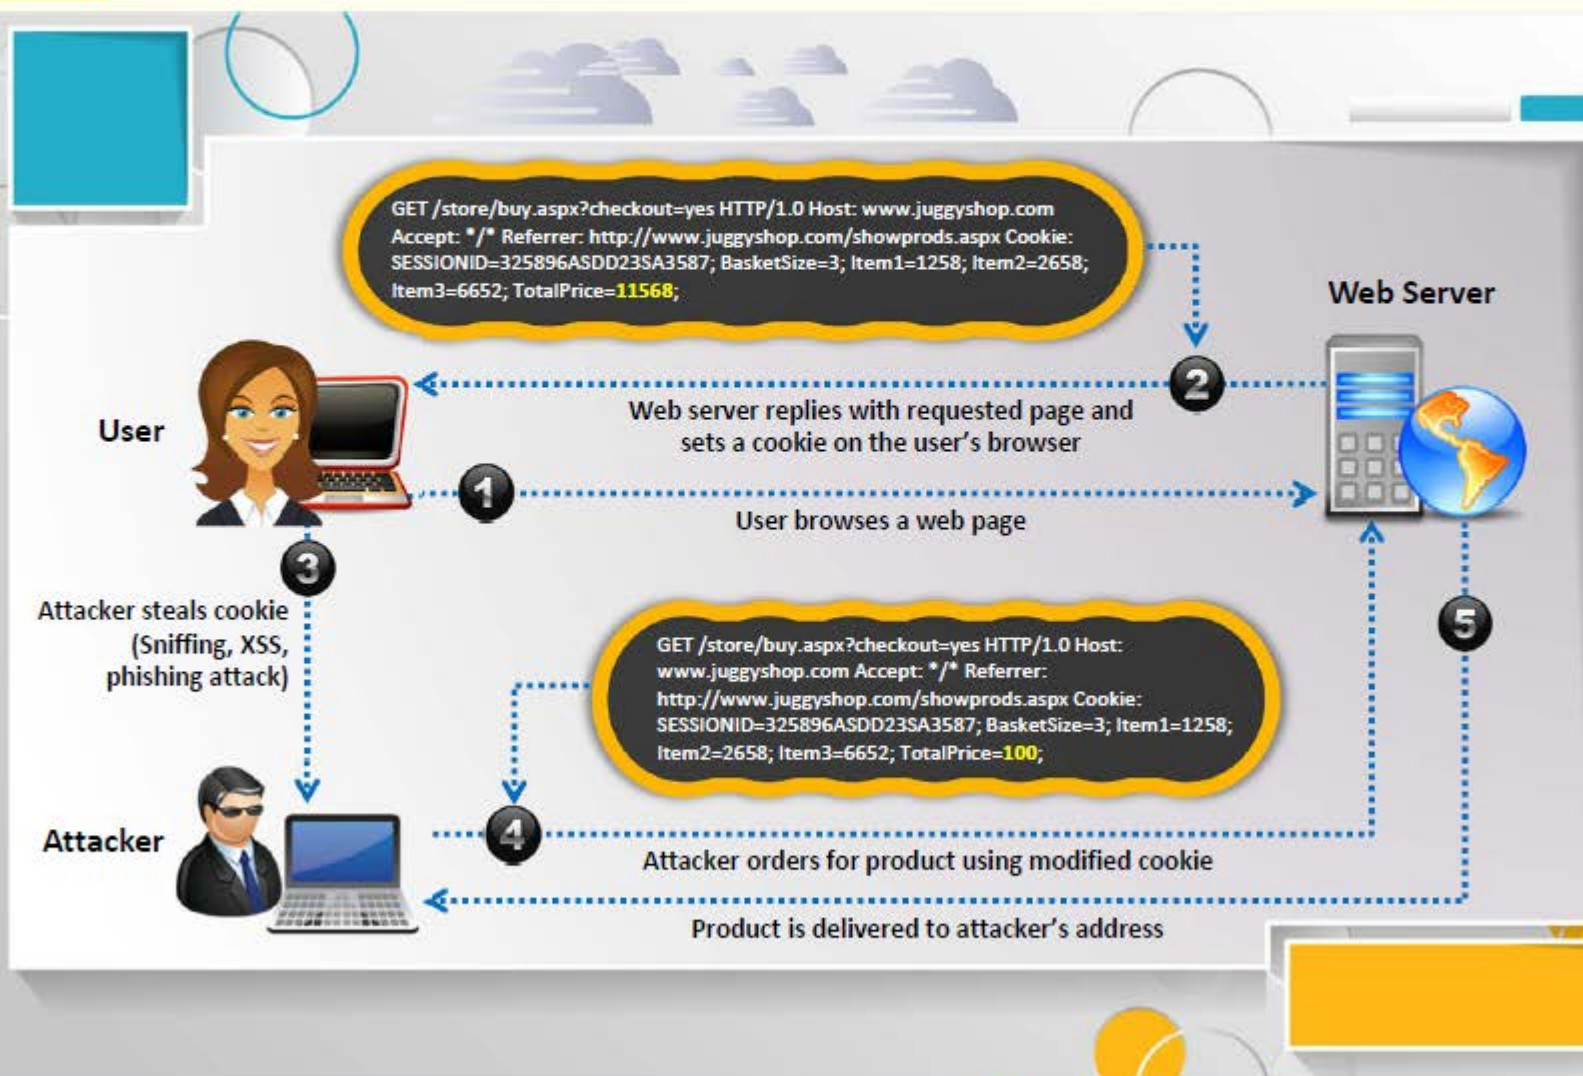 GET /store/buy.aspx?checkout=yes HTTP/1.0 Host: www.juggyshop.com
Accept: */* Referrer: http://www.juggyshop.com/showprods.aspx Cookie:
SESSIONID=325896ASDD23SA3587; BasketSize=3; Item1=1258; Item2=2658;
Item3=6652; TotalPrice=11568;
Web Server
2
Web server replies with requested page and
sets a cookie on the user's browser
User
1
User browses a web page
3
Attacker steals cookie
(Sniffing, XSS,
phishing attack)
5
GET /store/buy.aspx?checkout=yes HTTP/1.0 Host:
www.juggyshop.com Accept: */* Referrer:
http://www.juggyshop.com/showprods.aspx Cookie:
SESSIONID=325896ASDD23SA3587; BasketSize=3; Item1=1258;
Item2=2658; Item3=6652; TotalPrice=100;
Attacker
4
Attacker orders for product using modified cookie
Product is delivered to attacker's address